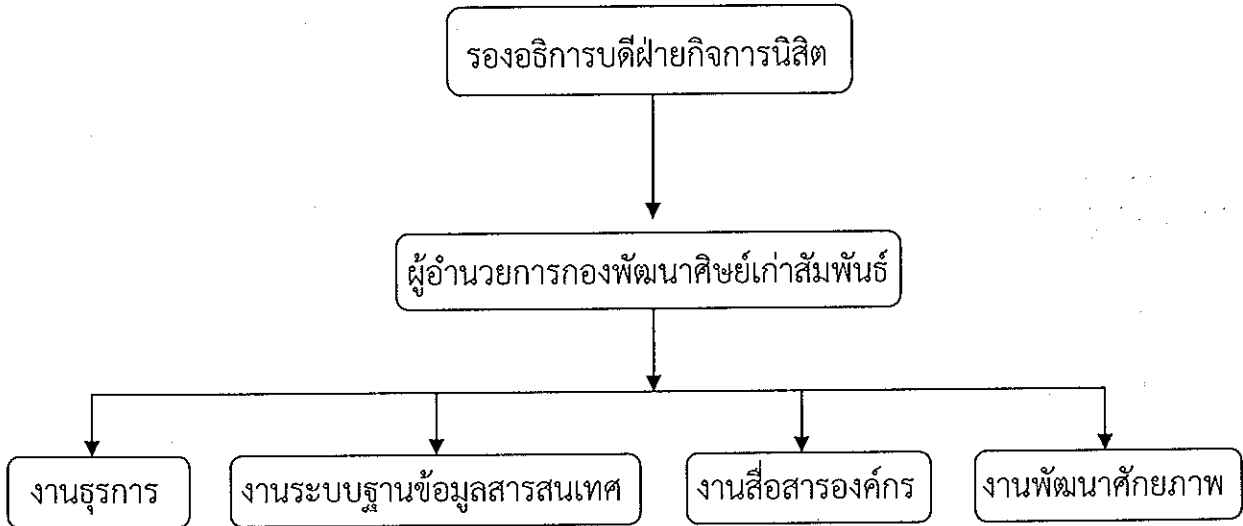 รองอธิการบดีฝ่ายกิจการนิสิต
ผู้อำนวยการกองพัฒนาศิษย์เก่าสัมพันธ์
งานธุรการ
งานระบบฐานข้อมูลสารสนเทศ
งานสื่อสารองค์กร
งานพัฒนาศักยภาพ